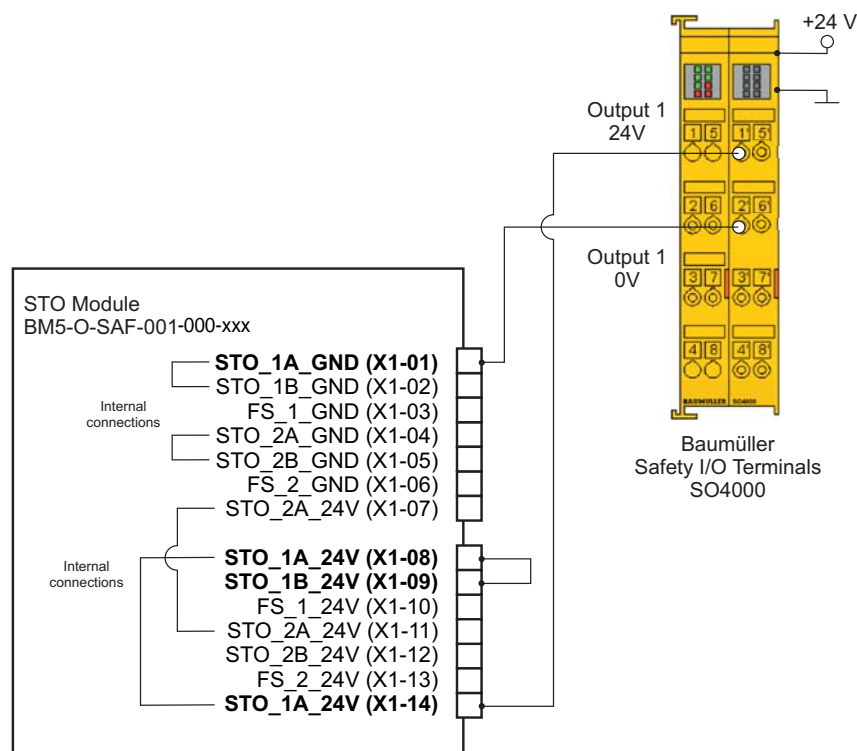 +24 V
Output 1
24V
1 5 1' 5'
2 6 2' 6'
Output 1
0V
3 7 3' 7'
4 8 4' 8'
BAUMULLER SO4000
Baumüller
Safety I/O Terminals
SO4000
STO Module
BM5-O-SAF-001-000-xxx
STO_1A_GND (X1-01)
STO_1B_GND (X1-02)
FS_1_GND (X1-03)
STO_2A_GND (X1-04)
STO_2B_GND (X1-05)
FS_2_GND (X1-06)
STO_2A_24V (X1-07)
Internal
connections
STO_1A_24V (X1-08)
STO_1B_24V (X1-09)
FS_1_24V (X1-10)
STO_2A_24V (X1-11)
STO_2B_24V (X1-12)
FS_2_24V (X1-13)
STO_1A_24V (X1-14)
Internal
connections